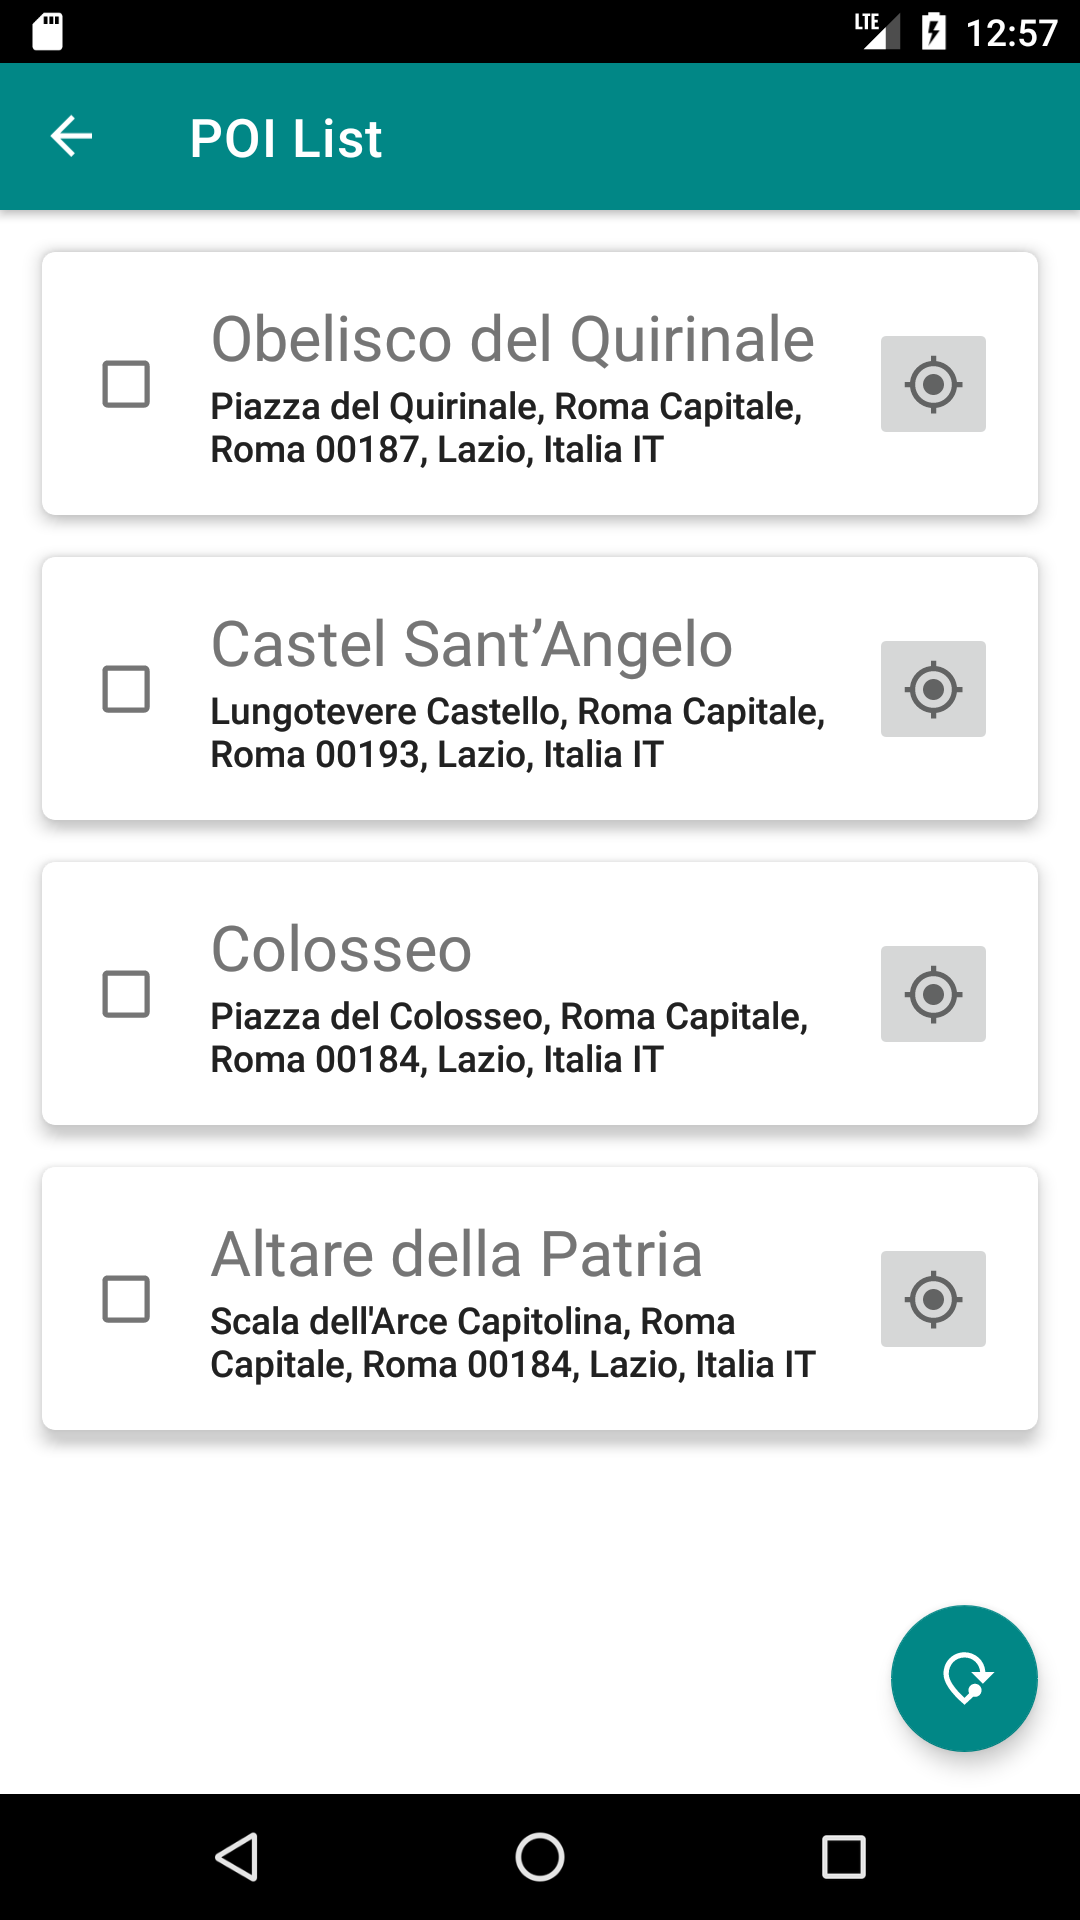 LTE 12:57
POI List
Obelisco del Quirinale
Piazza del Quirinale, Roma Capitale,
Roma 00187, Lazio, Italia IT
Castel Sant’Angelo
Lungotevere Castello, Roma Capitale,
Roma 00193, Lazio, Italia IT
Colosseo
Piazza del Colosseo, Roma Capitale,
Roma 00184, Lazio, Italia IT
Altare della Patria
Scala dell'Arce Capitolina, Roma
Capitale, Roma 00184, Lazio, Italia IT